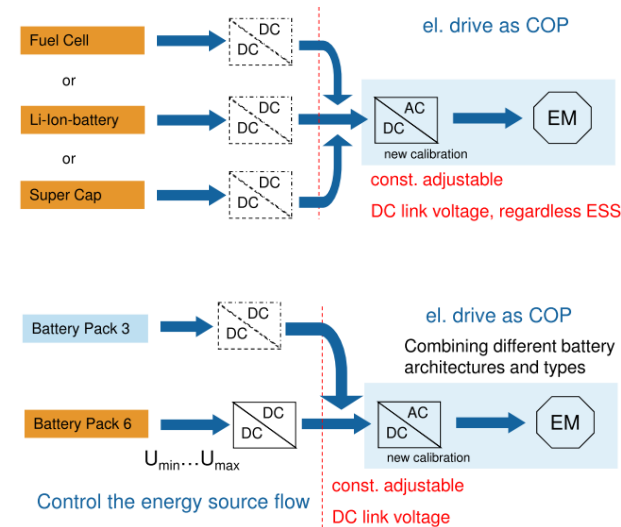 el. drive as COP
Fuel Cell
DC
DC
or
Li-Ion-battery
DC
DC
AC
DC
EM
new calibration
or
Super Cap
DC
DC
const. adjustable
DC link voltage, regardless ESS
Battery Pack 3
DC
DC
el. drive as COP
Combining different battery
architectures and types
Battery Pack 6
DC
DC
AC
DC
EM
new calibration
Umin…Umax
Control the energy source flow
const. adjustable
DC link voltage